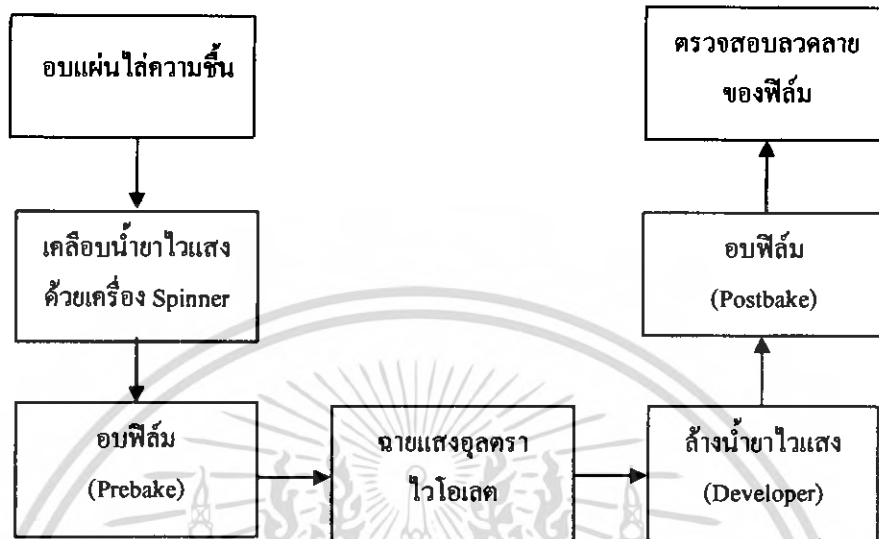 อบแผ่นไล่ความชื้น
เคลือบน้ำยาไวแสง
ด้วยเครื่อง Spinner
อบฟิล์ม
(Prebake)
ฉายแสงอุลตรา
ไวโอเลต
ล้างน้ำยาไวแสง
(Developer)
อบฟิล์ม
(Postbake)
ตรวจสอบลวดลาย
ของฟิล์ม